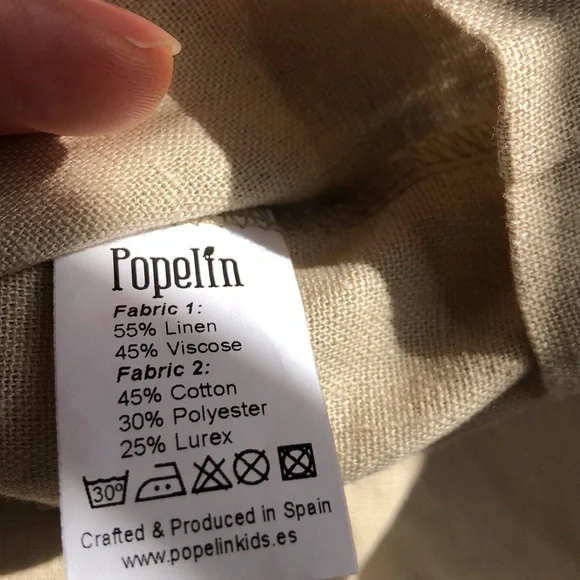 Popelin
Fabric 1:
55% Linen
45% Viscose
Fabric 2:
45% Cotton
30% Polyester
25% Lurex
30º
Crafted & Produced in Spain
www.popelinkids.es